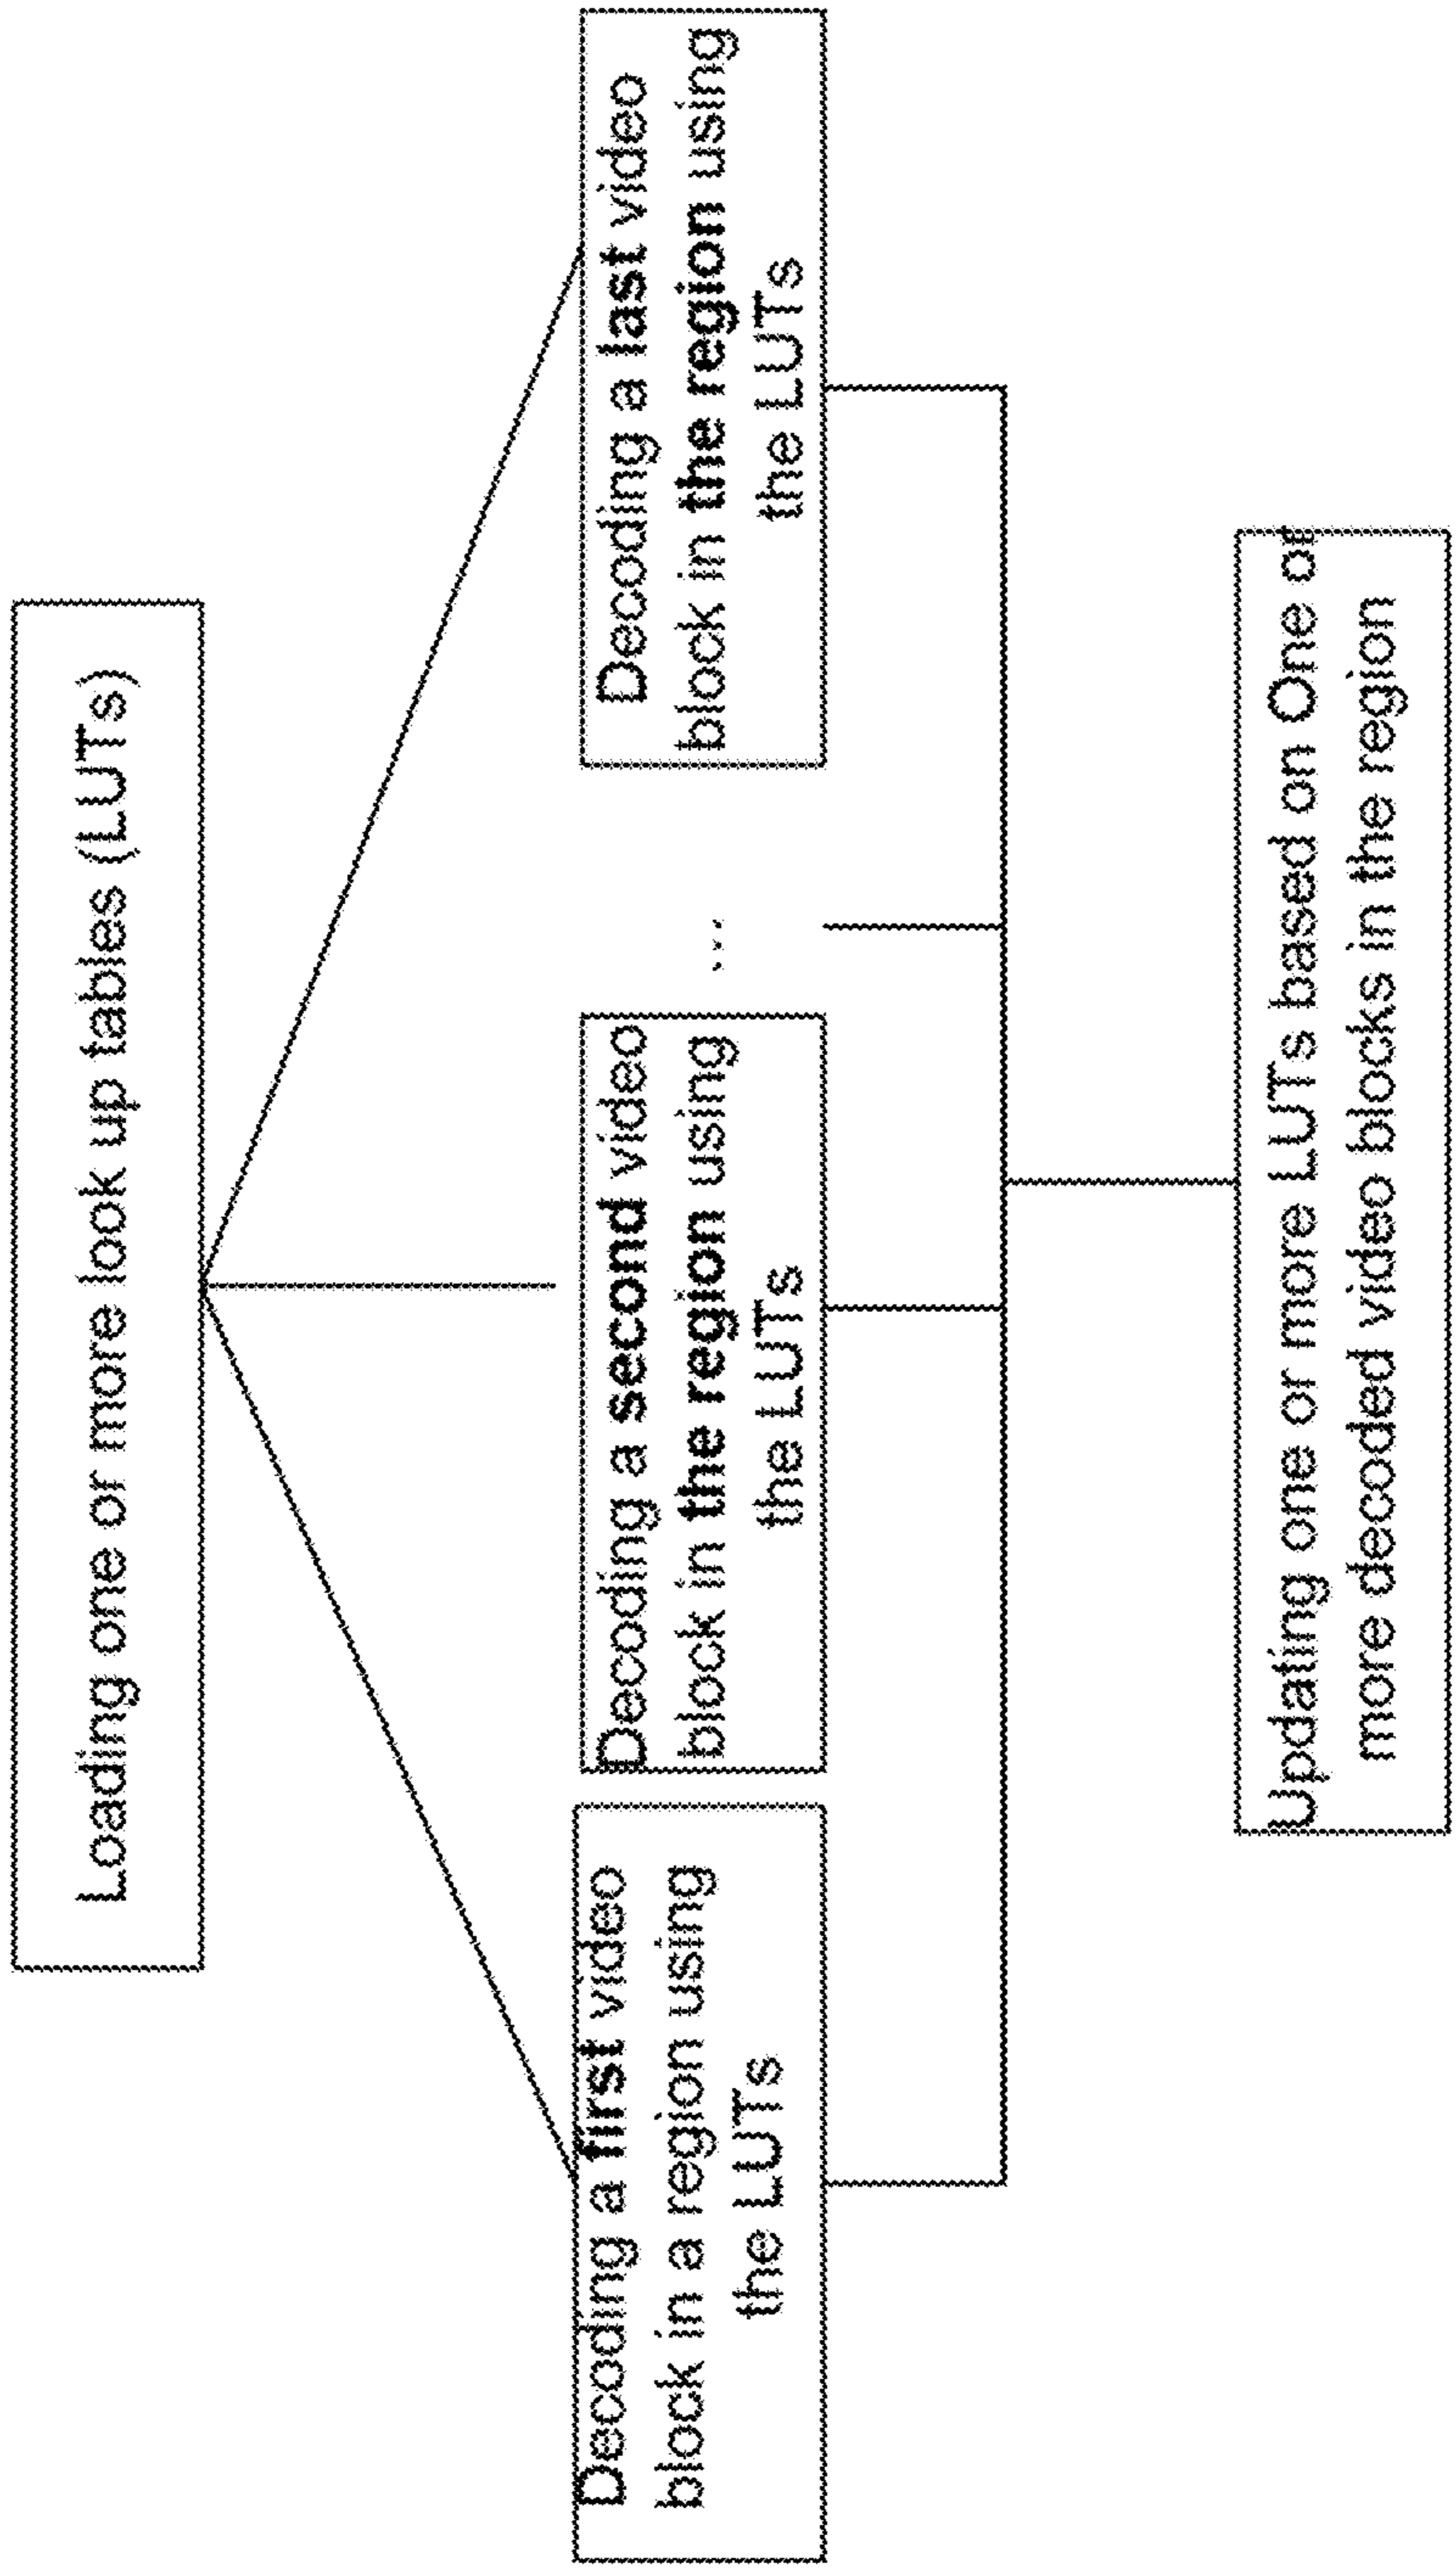 Loading one or more look up tables (LUTs)
Decoding a first video
block in a region using
the LUTs
Decoding a second video
block in the region using
the LUTs
...
Decoding a last video
block in the region using
the LUTs
Updating one or more LUTs based on One or
more decoded video blocks in the region